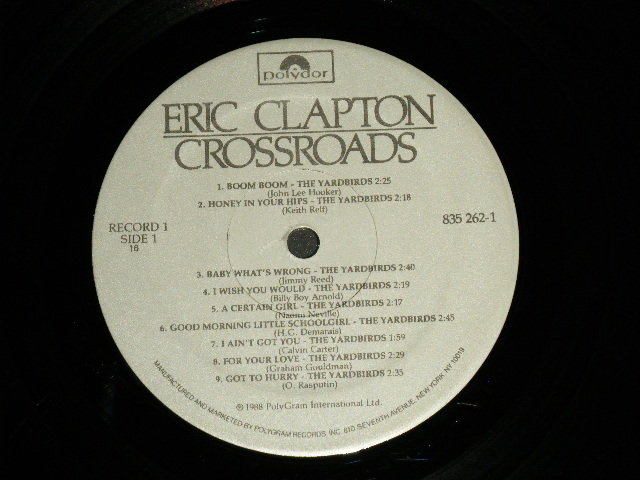 polydor
ERIC CLAPTON
CROSSROADS
1. BOOM BOOM - THE YARDBIRDS 2:25
(John Lee Hooker)
2. HONEY IN YOUR HIPS - THE YARDBIRDS 2:18
(Keith Relf)
RECORD 1
SIDE 1
16
835 262-1
3. BABY WHAT'S WRONG - THE YARDBIRDS 2:40
(Jimmy Reed)
4. I WISH YOU WOULD - THE YARDBIRDS 2:19
(Billy Boy Arnold)
5. A CERTAIN GIRL - THE YARDBIRDS 2:17
(Naomi Neville)
6. GOOD MORNING LITTLE SCHOOLGIRL - THE YARDBIRDS 2:45
(H.G. Demarais)
7. I AIN'T GOT YOU - THE YARDBIRDS 1:59
(Calvin Carter)
8. FOR YOUR LOVE - THE YARDBIRDS 2:29
(Graham Gouldman)
9. GOT TO HURRY - THE YARDBIRDS 2:35
(O. Rasputin)
℗ 1988 PolyGram International Ltd.
MANUFACTURED AND MARKETED BY POLYGRAM RECORDS, INC. 810 SEVENTH AVENUE, NEW YORK, NY 10019